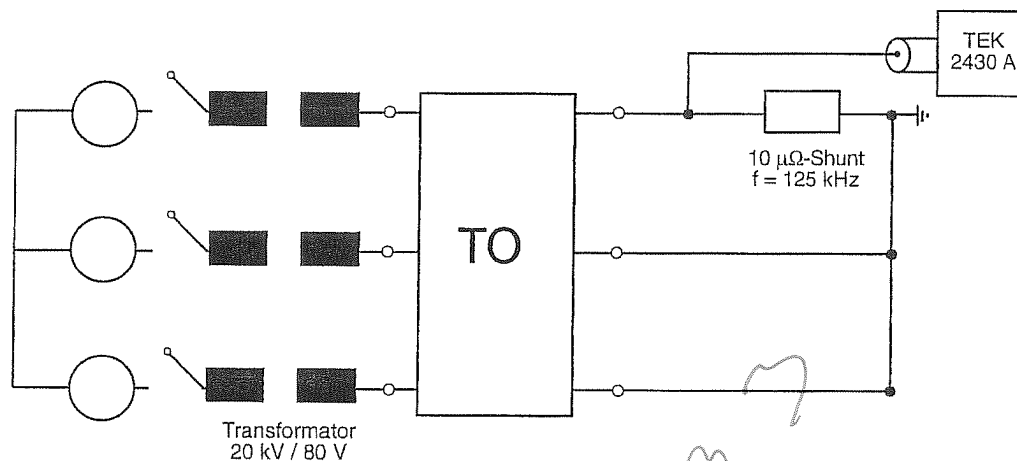 TEK
2430 A
10 μΩ-Shunt
f = 125 kHz
TO
Transformator
20 kV / 80 V